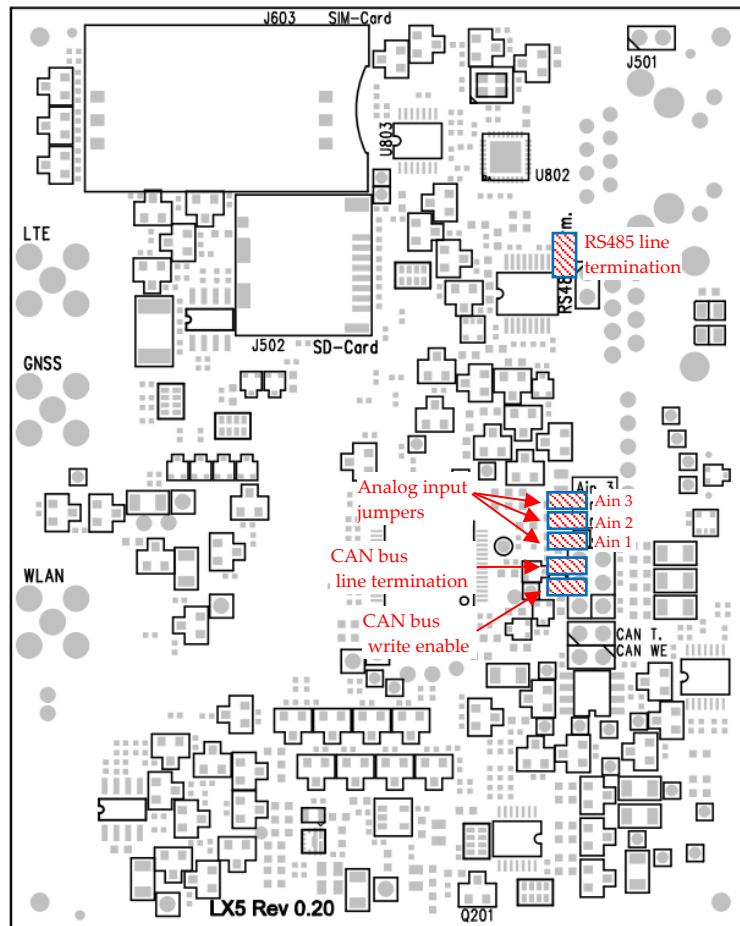 J603 SIM-Card
J501
U803
U802
LTE
RS485
m.
RS485 line
termination
J502
SD-Card
GNSS
Analog input
jumpers
Ain 3
Ain 3
Ain 2
Ain 1
CAN bus
line termination
WLAN
CAN bus
write enable
CAN T.
CAN WE
LX5 Rev 0.20
Q201